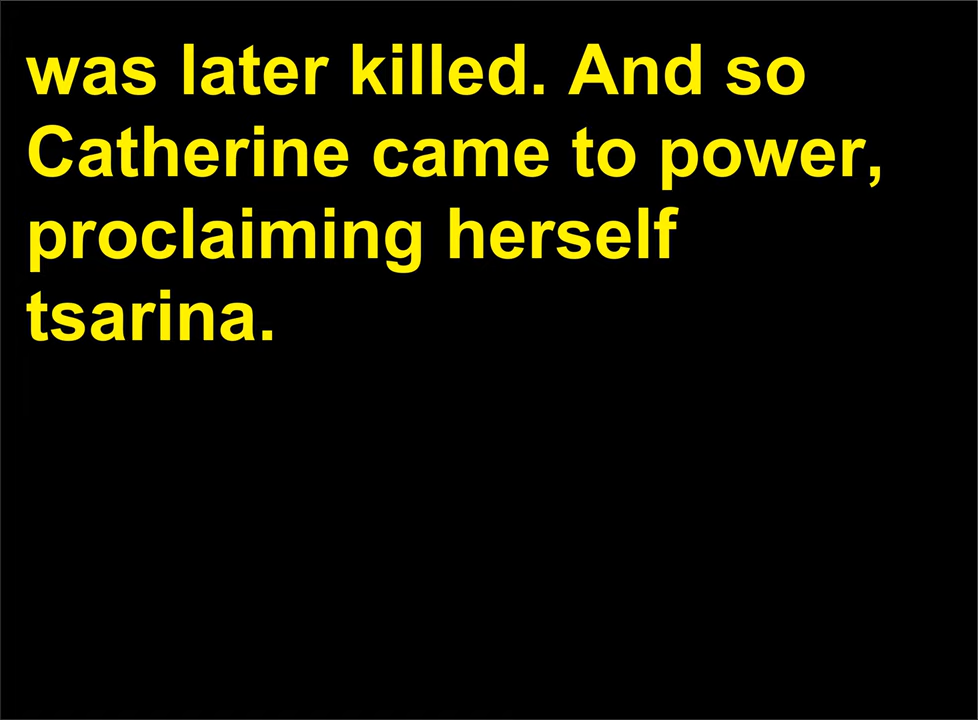 was later killed. And so
Catherine came to power,
proclaiming herself
tsarina.